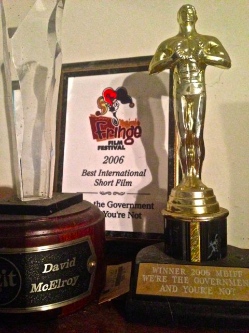 Fringe
FILM
FESTIVAL
2006
Best International
Short Film
the Government
You're Not
David
McElroy
WINNER 2006 MBIFF
WE'RE THE GOVERNMENT
AND YOU'RE NOT